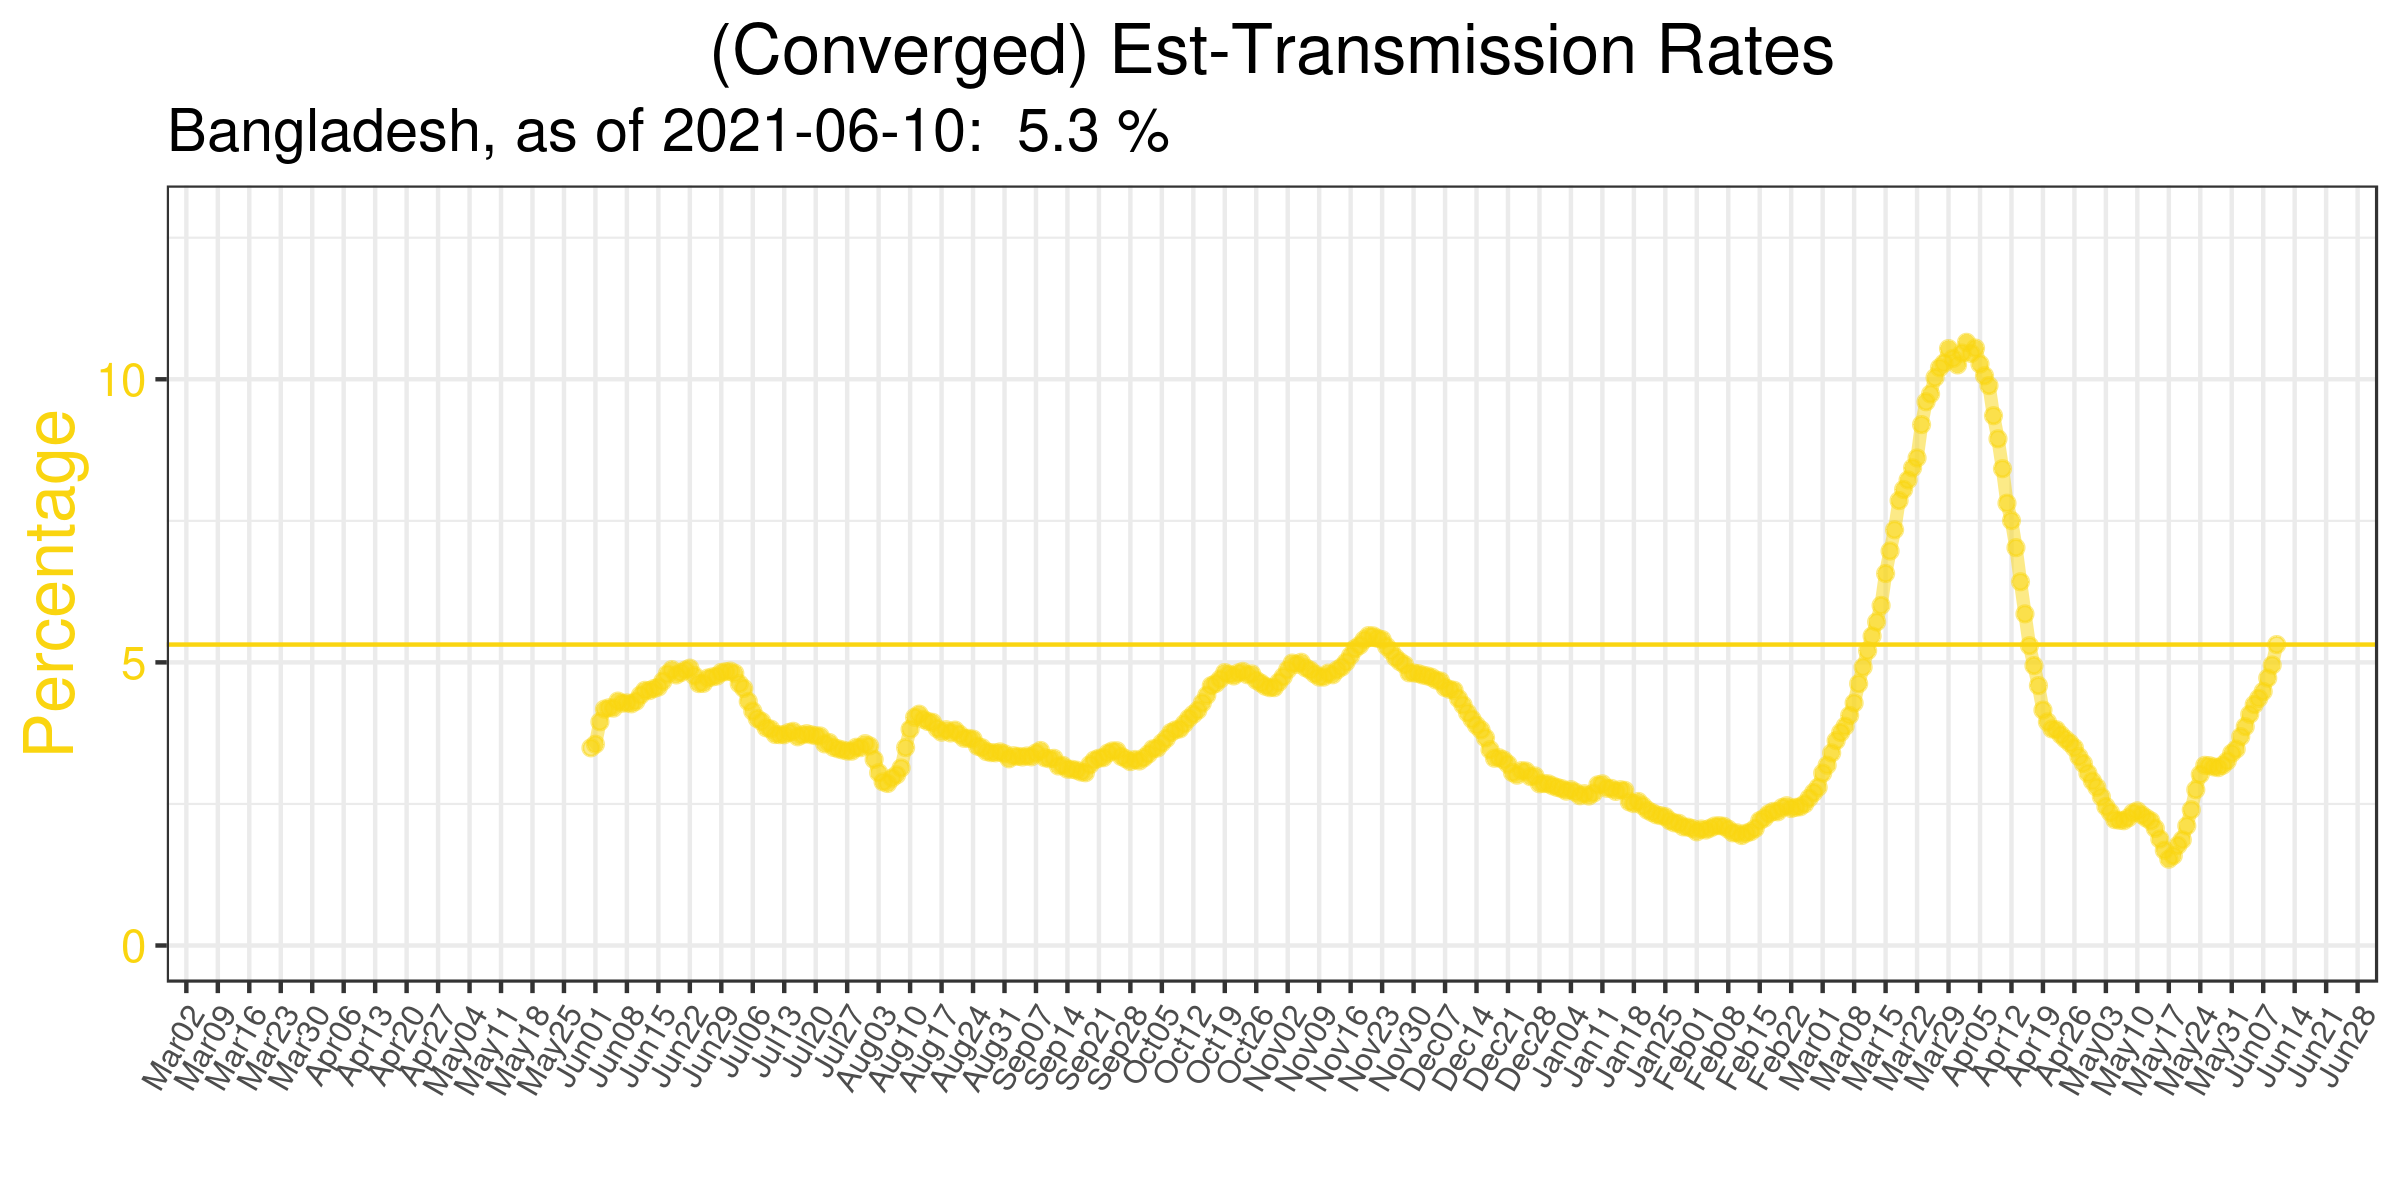 (Converged) Est-Transmission Rates
Bangladesh, as of 2021-06-10:  5.3 %
Percentage
10
5
0
Mar02
Mar09
Mar16
Mar23
Mar30
Apr06
Apr13
Apr20
Apr27
May04
May11
May18
May25
Jun01
Jun08
Jun15
Jun22
Jun29
Jul06
Jul13
Jul20
Jul27
Aug03
Aug10
Aug17
Aug24
Aug31
Sep07
Sep14
Sep21
Sep28
Oct05
Oct12
Oct19
Oct26
Nov02
Nov09
Nov16
Nov23
Nov30
Dec07
Dec14
Dec21
Dec28
Jan04
Jan11
Jan18
Jan25
Feb01
Feb08
Feb15
Feb22
Mar01
Mar08
Mar15
Mar22
Mar29
Apr05
Apr12
Apr19
Apr26
May03
May10
May17
May24
May31
Jun07
Jun14
Jun21
Jun28